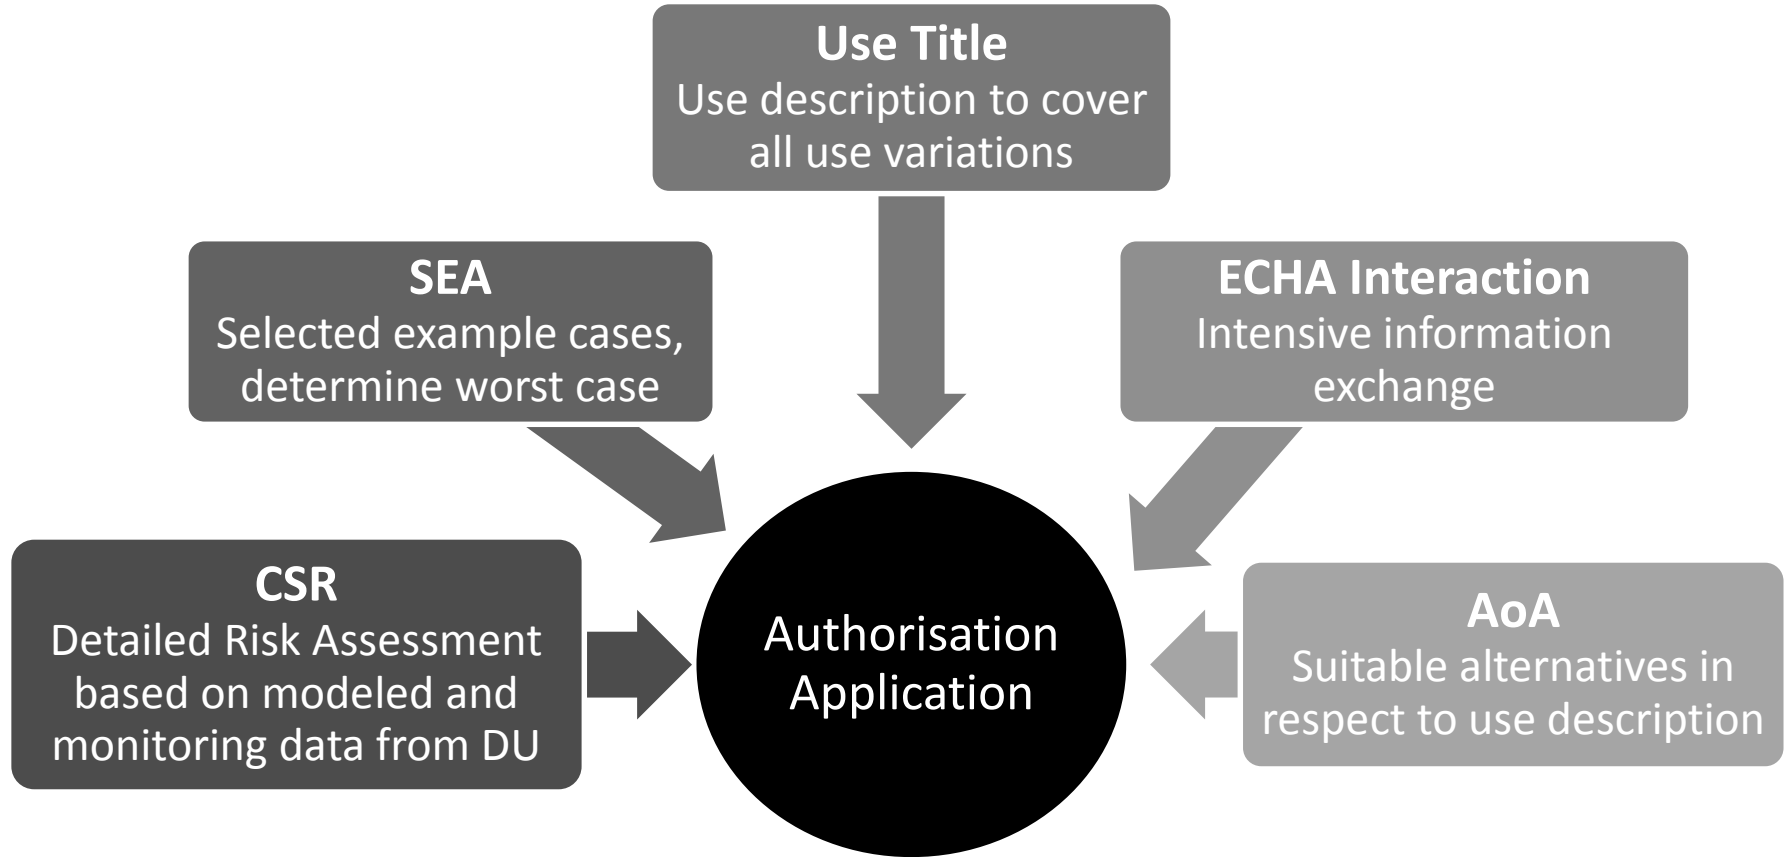 Use Title
Use description to cover
all use variations
SEA
Selected example cases,
determine worst case
ECHA Interaction
Intensive information
exchange
CSR
Detailed Risk Assessment
based on modeled and
monitoring data from DU
Authorisation
Application
AoA
Suitable alternatives in
respect to use description